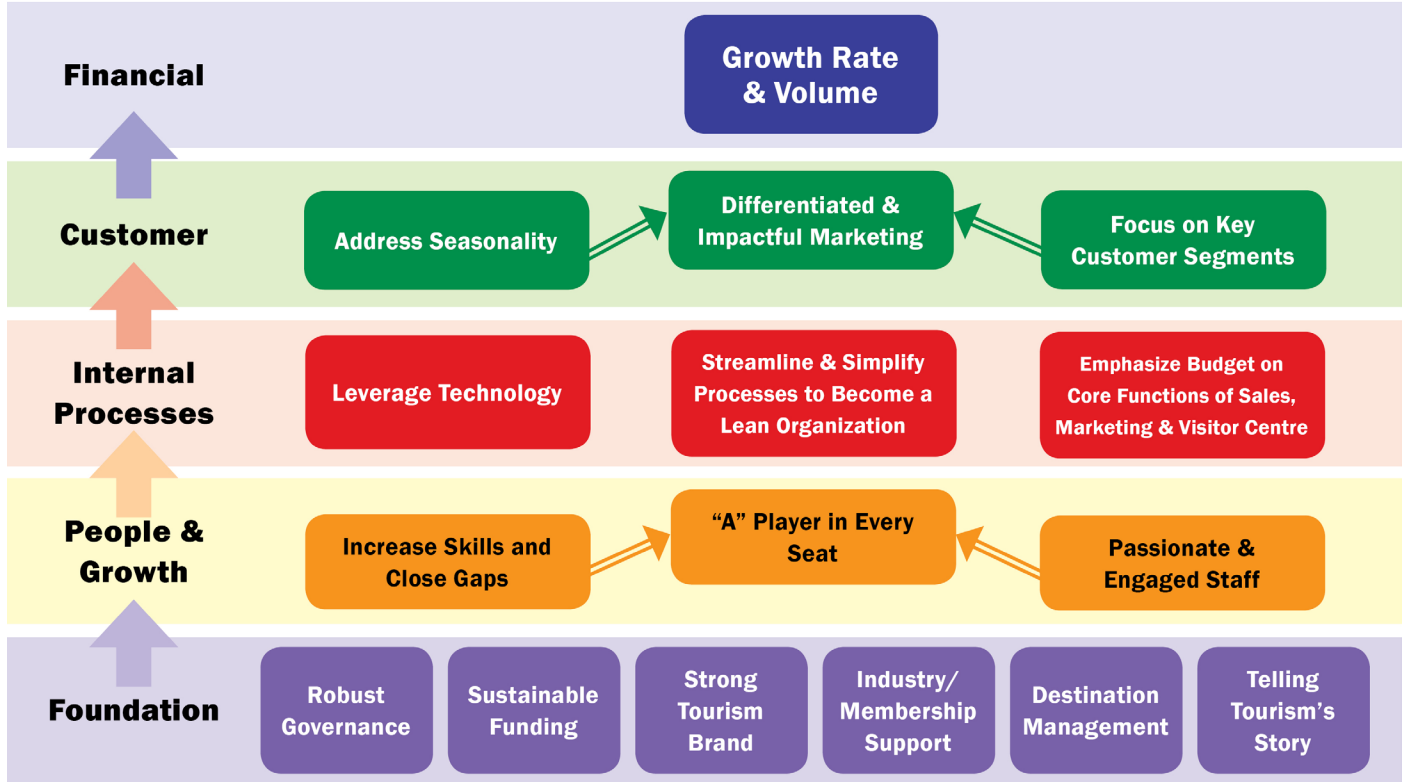 Financial
Growth Rate
& Volume
Customer
Address Seasonality
Differentiated &
Impactful Marketing
Focus on Key
Customer Segments
Internal
Processes
Leverage Technology
Streamline & Simplify
Processes to Become a
Lean Organization
Emphasize Budget on
Core Functions of Sales,
Marketing & Visitor Centre
People &
Growth
Increase Skills and
Close Gaps
“A” Player in Every
Seat
Passionate &
Engaged Staff
Foundation
Robust
Governance
Sustainable
Funding
Strong
Tourism
Brand
Industry/
Membership
Support
Destination
Management
Telling
Tourism’s
Story